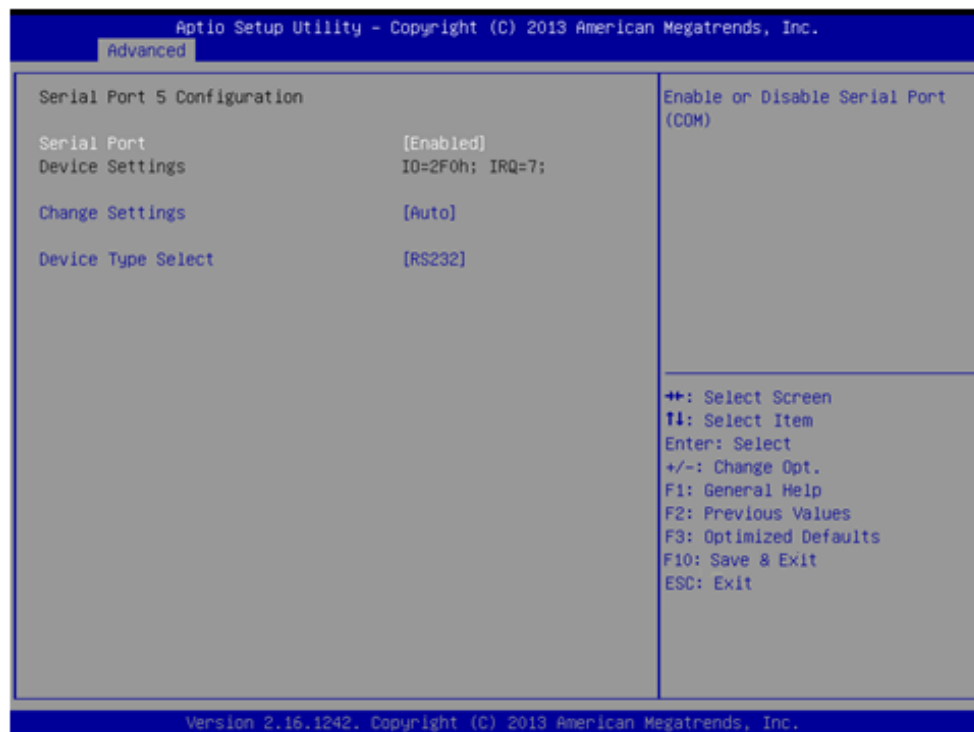 Aptio Setup Utility - Copyright (C) 2013 American Megatrends, Inc.
Advanced
Serial Port 5 Configuration
Serial Port [Enabled]
Device Settings IO=2F0h; IRQ=7;
Change Settings [Auto]
Device Type Select [RS232]
Enable or Disable Serial Port
(COM)
→←: Select Screen
↑↓: Select Item
Enter: Select
+/-: Change Opt.
F1: General Help
F2: Previous Values
F3: Optimized Defaults
F10: Save & Exit
ESC: Exit
Version 2.16.1242. Copyright (C) 2013 American Megatrends, Inc.